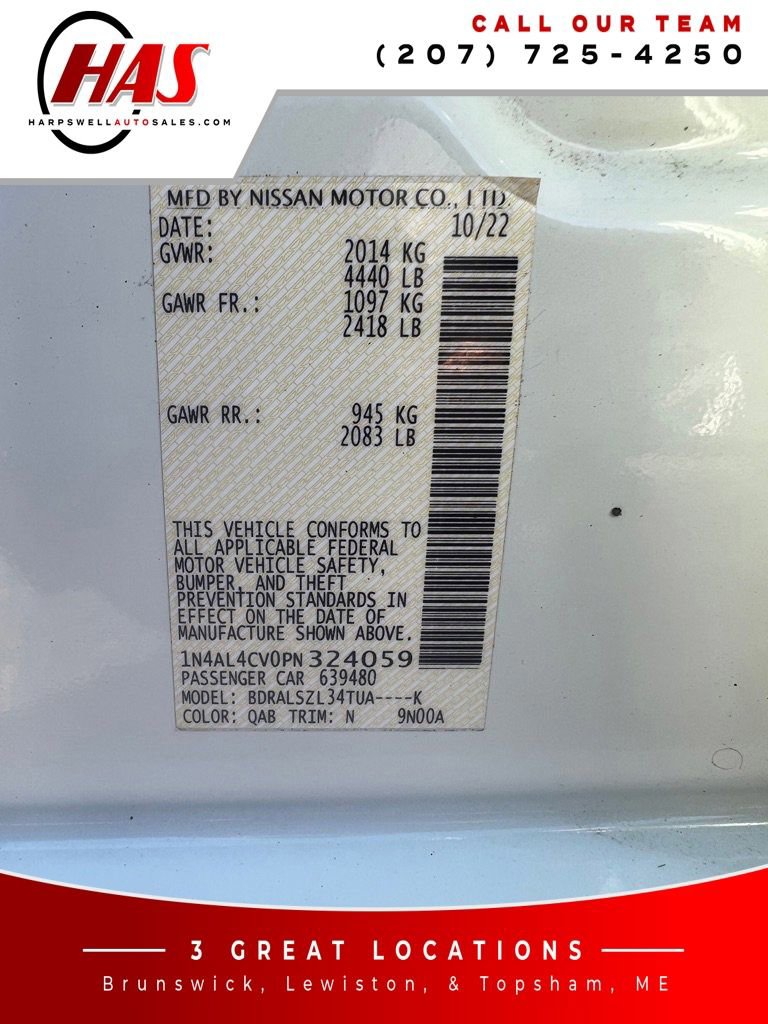 HAS
HARPSWELLAUTOSALES.COM
CALL OUR TEAM
(207) 725-4250
MFD BY NISSAN MOTOR CO., LTD.
DATE: 10/22
GVWR: 2014 KG
4440 LB
GAWR FR.: 1097 KG
2418 LB
GAWR RR.: 945 KG
2083 LB
THIS VEHICLE CONFORMS TO
ALL APPLICABLE FEDERAL
MOTOR VEHICLE SAFETY,
BUMPER, AND THEFT
PREVENTION STANDARDS IN
EFFECT ON THE DATE OF
MANUFACTURE SHOWN ABOVE.
1N4AL4CV0PN 324059
PASSENGER CAR 639480
MODEL: BDRALSZL34TUA----K
COLOR: QAB TRIM: N 9N00A
3 GREAT LOCATIONS
Brunswick, Lewiston, & Topsham, ME